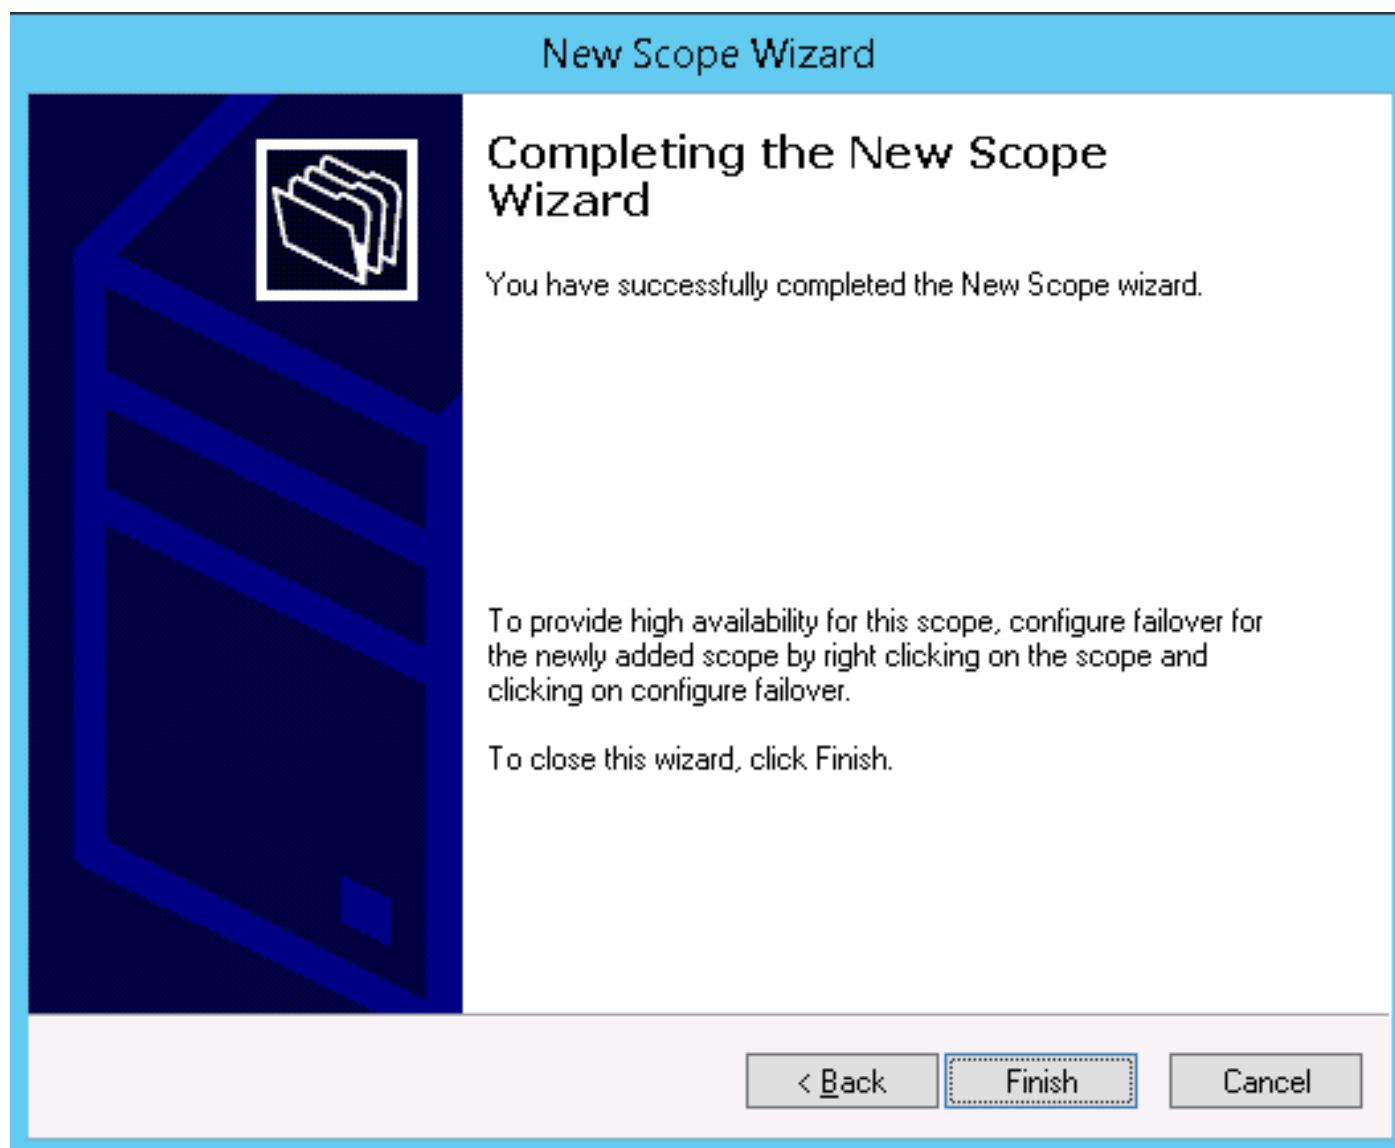 New Scope Wizard
Completing the New Scope
Wizard
You have successfully completed the New Scope wizard.
To provide high availability for this scope, configure failover for
the newly added scope by right clicking on the scope and
clicking on configure failover.
To close this wizard, click Finish.
< Back Finish Cancel